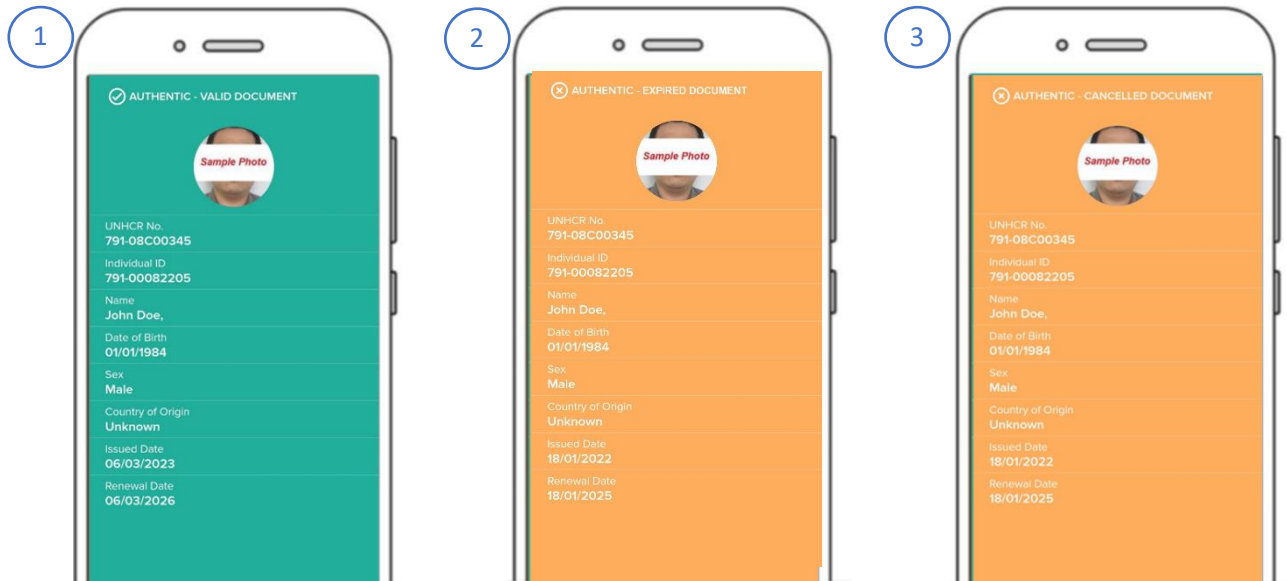 1
AUTHENTIC - VALID DOCUMENT
Sample Photo
UNHCR No.
791-08C00345
Individual ID
791-00082205
Name
John Doe,
Date of Birth
01/01/1984
Sex
Male
Country of Origin
Unknown
Issued Date
06/03/2023
Renewal Date
06/03/2026
2
AUTHENTIC - EXPIRED DOCUMENT
Sample Photo
UNHCR No.
791-08C00345
Individual ID
791-00082205
Name
John Doe,
Date of Birth
01/01/1984
Sex
Male
Country of Origin
Unknown
Issued Date
18/01/2022
Renewal Date
18/01/2025
3
AUTHENTIC - CANCELLED DOCUMENT
Sample Photo
UNHCR No.
791-08C00345
Individual ID
791-00082205
Name
John Doe,
Date of Birth
01/01/1984
Sex
Male
Country of Origin
Unknown
Issued Date
18/01/2022
Renewal Date
18/01/2025